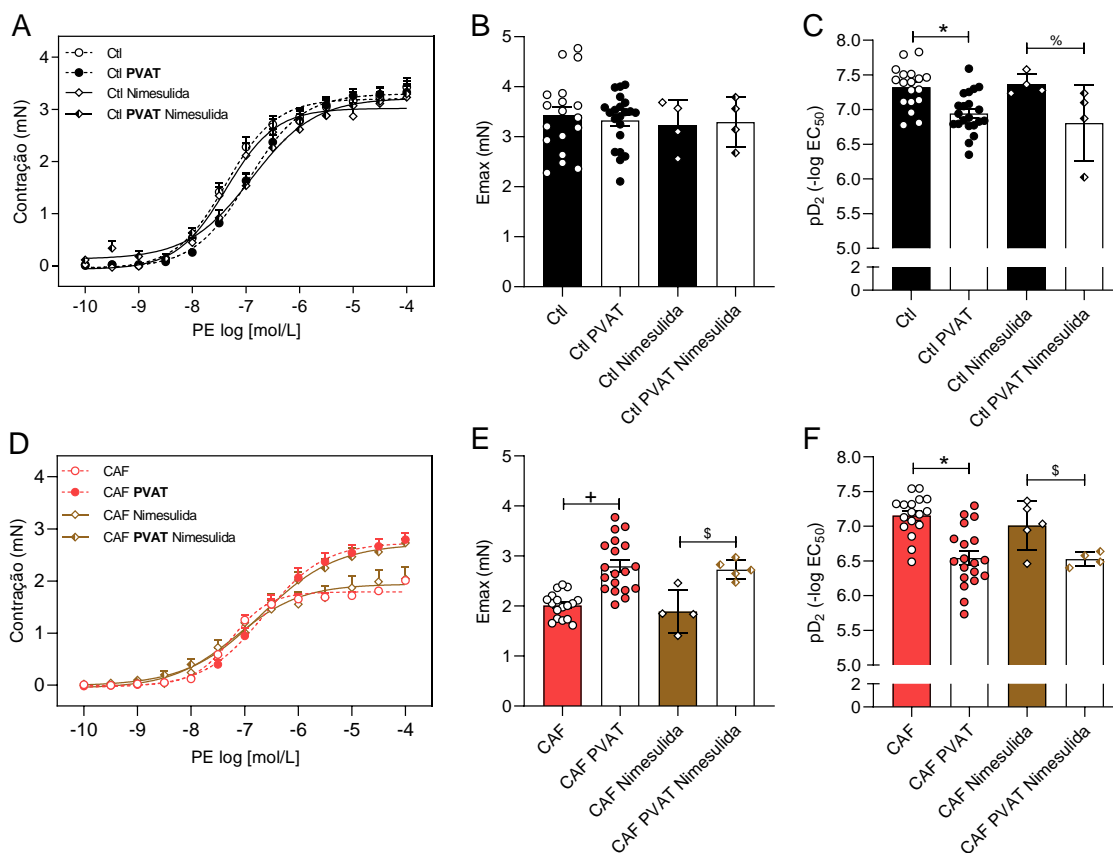 A
Ctl
Ctl PVAT
Ctl Nimesulida
Ctl PVAT Nimesulida
Contração (mN)
4
3
2
1
0
-10 -9 -8 -7 -6 -5 -4
PE log [mol/L]
B
Emax (mN)
5
4
3
2
1
0
Ctl
Ctl PVAT
Ctl Nimesulida
Ctl PVAT Nimesulida
C
pD2 (-log EC50)
8.0
7.5
7.0
6.5
6.0
5.5
5.0
2
0
*
%
Ctl
Ctl PVAT
Ctl Nimesulida
Ctl PVAT Nimesulida
D
CAF
CAF PVAT
CAF Nimesulida
CAF PVAT Nimesulida
Contração (mN)
4
3
2
1
0
-10 -9 -8 -7 -6 -5 -4
PE log [mol/L]
E
Emax (mN)
5
4
3
2
1
0
+
$
CAF
CAF PVAT
CAF Nimesulida
CAF PVAT Nimesulida
F
pD2 (-log EC50)
8.0
7.5
7.0
6.5
6.0
5.5
5.0
2
0
*
$
CAF
CAF PVAT
CAF Nimesulida
CAF PVAT Nimesulida